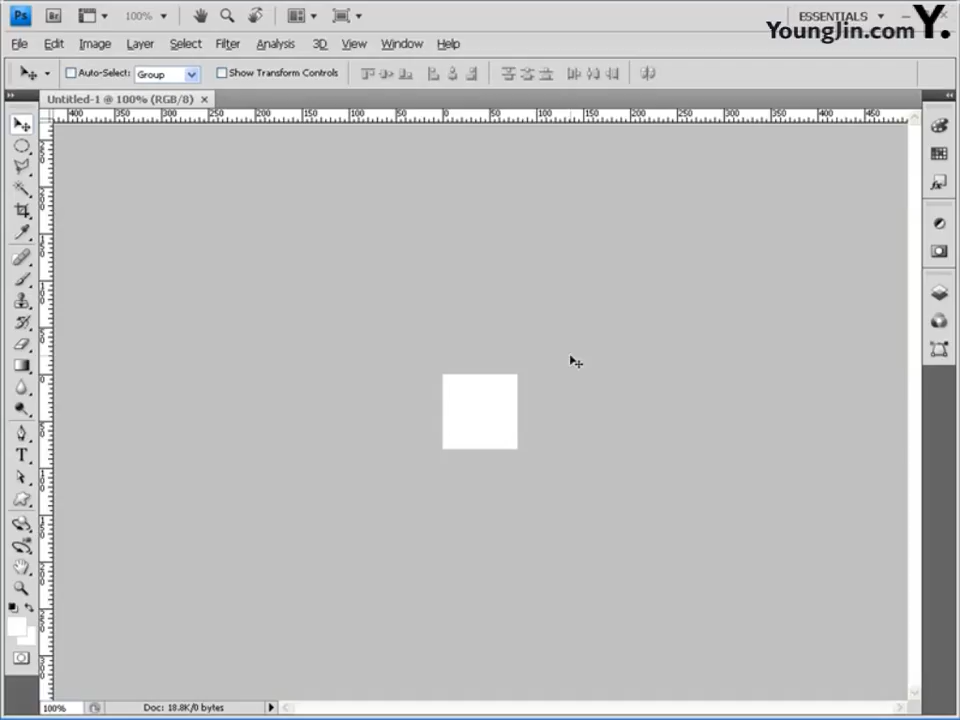 Ps Br 100% ESSENTIALS
YoungJin.com Y.
File Edit Image Layer Select Filter Analysis 3D View Window Help
Auto-Select: Group Show Transform Controls
Untitled-1 @ 100% (RGB/8) ×
400 350 300 250 200 150 100 50 0 50 100 150 200 250 300 350 400 450
T
100% Doc: 18.8K/0 bytes